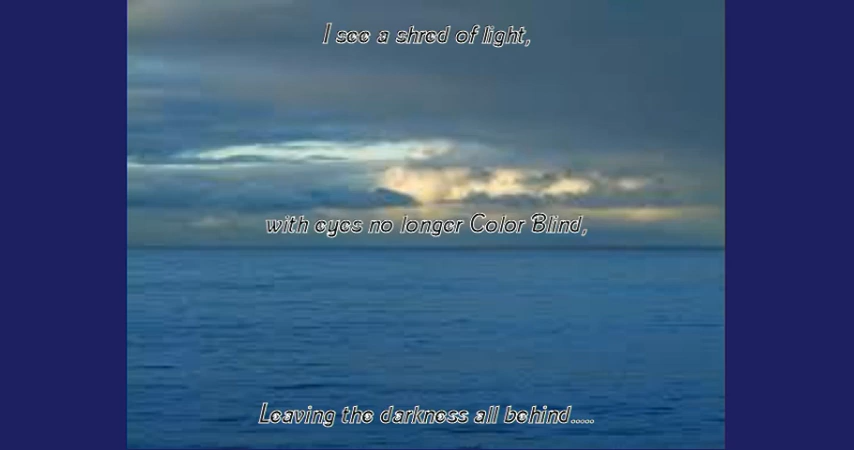 I see a shred of light,
with eyes no longer Color Blind,
Leaving the darkness all behind.....